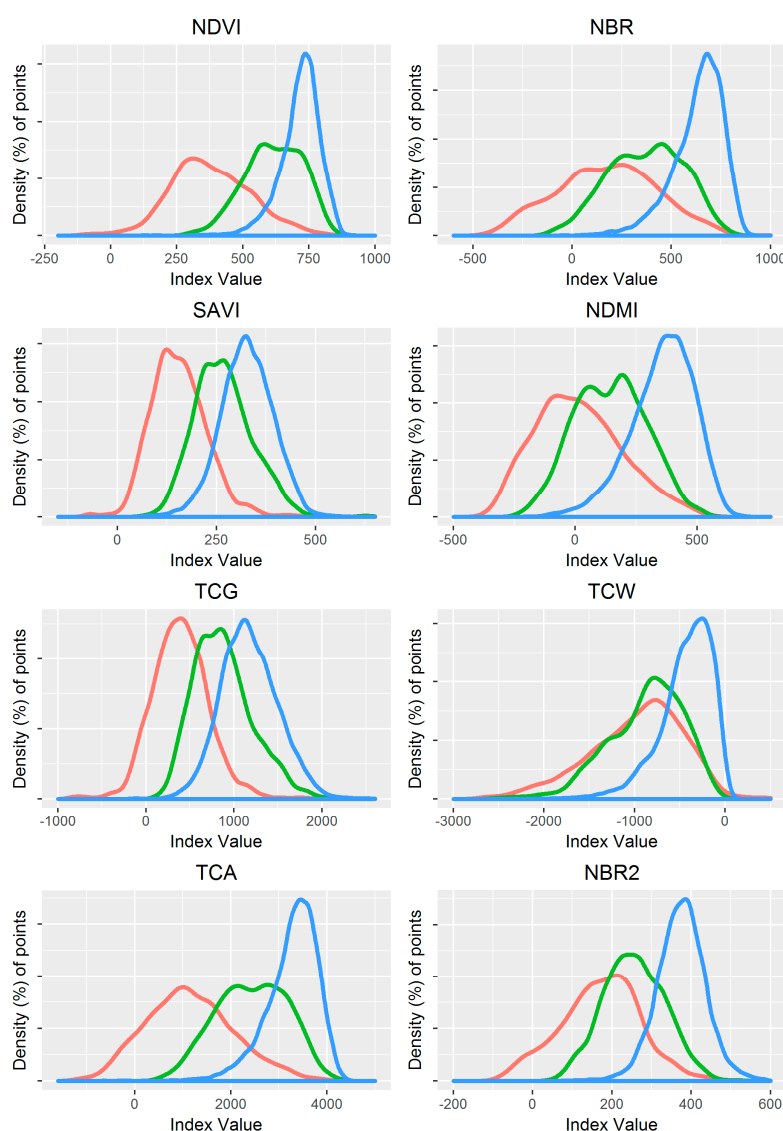 NDVI
NBR
Density (%) of points
Density (%) of points
-250 0 250 500 750 1000
-500 0 500 1000
Index Value
Index Value
SAVI
NDMI
Density (%) of points
Density (%) of points
0 250 500
-500 0 500
Index Value
Index Value
TCG
TCW
Density (%) of points
Density (%) of points
-1000 0 1000 2000
-3000 -2000 -1000 0
Index Value
Index Value
TCA
NBR2
Density (%) of points
Density (%) of points
0 2000 4000
-200 0 200 400 600
Index Value
Index Value